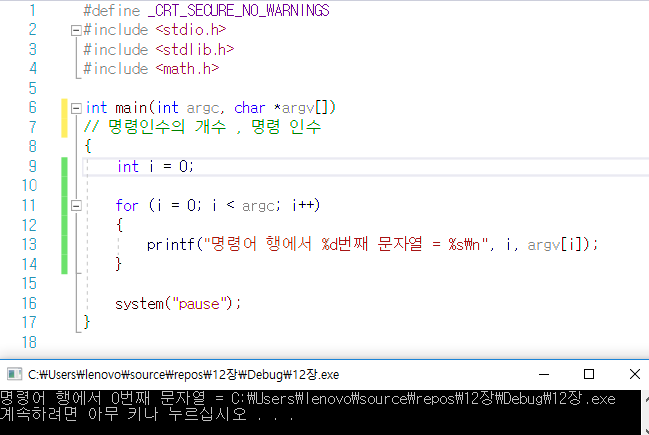 1 #define _CRT_SECURE_NO_WARNINGS
2 #include <stdio.h>
3 #include <stdlib.h>
4 #include <math.h>
5
6 int main(int argc, char *argv[])
7 // 명령인수의 개수 , 명령 인수
8 {
9 int i = 0;
10
11 for (i = 0; i < argc; i++)
12 {
13 printf("명령어 행에서 %d번째 문자열 = %s₩n", i, argv[i]);
14 }
15
16 system("pause");
17 }
18
C:₩Users₩lenovo₩source₩repos₩12장₩Debug₩12장.exe
명령어 행에서 0번째 문자열 = C:₩Users₩lenovo₩source₩repos₩12장₩Debug₩12장.exe
계속하려면 아무 키나 누르십시오 . . .